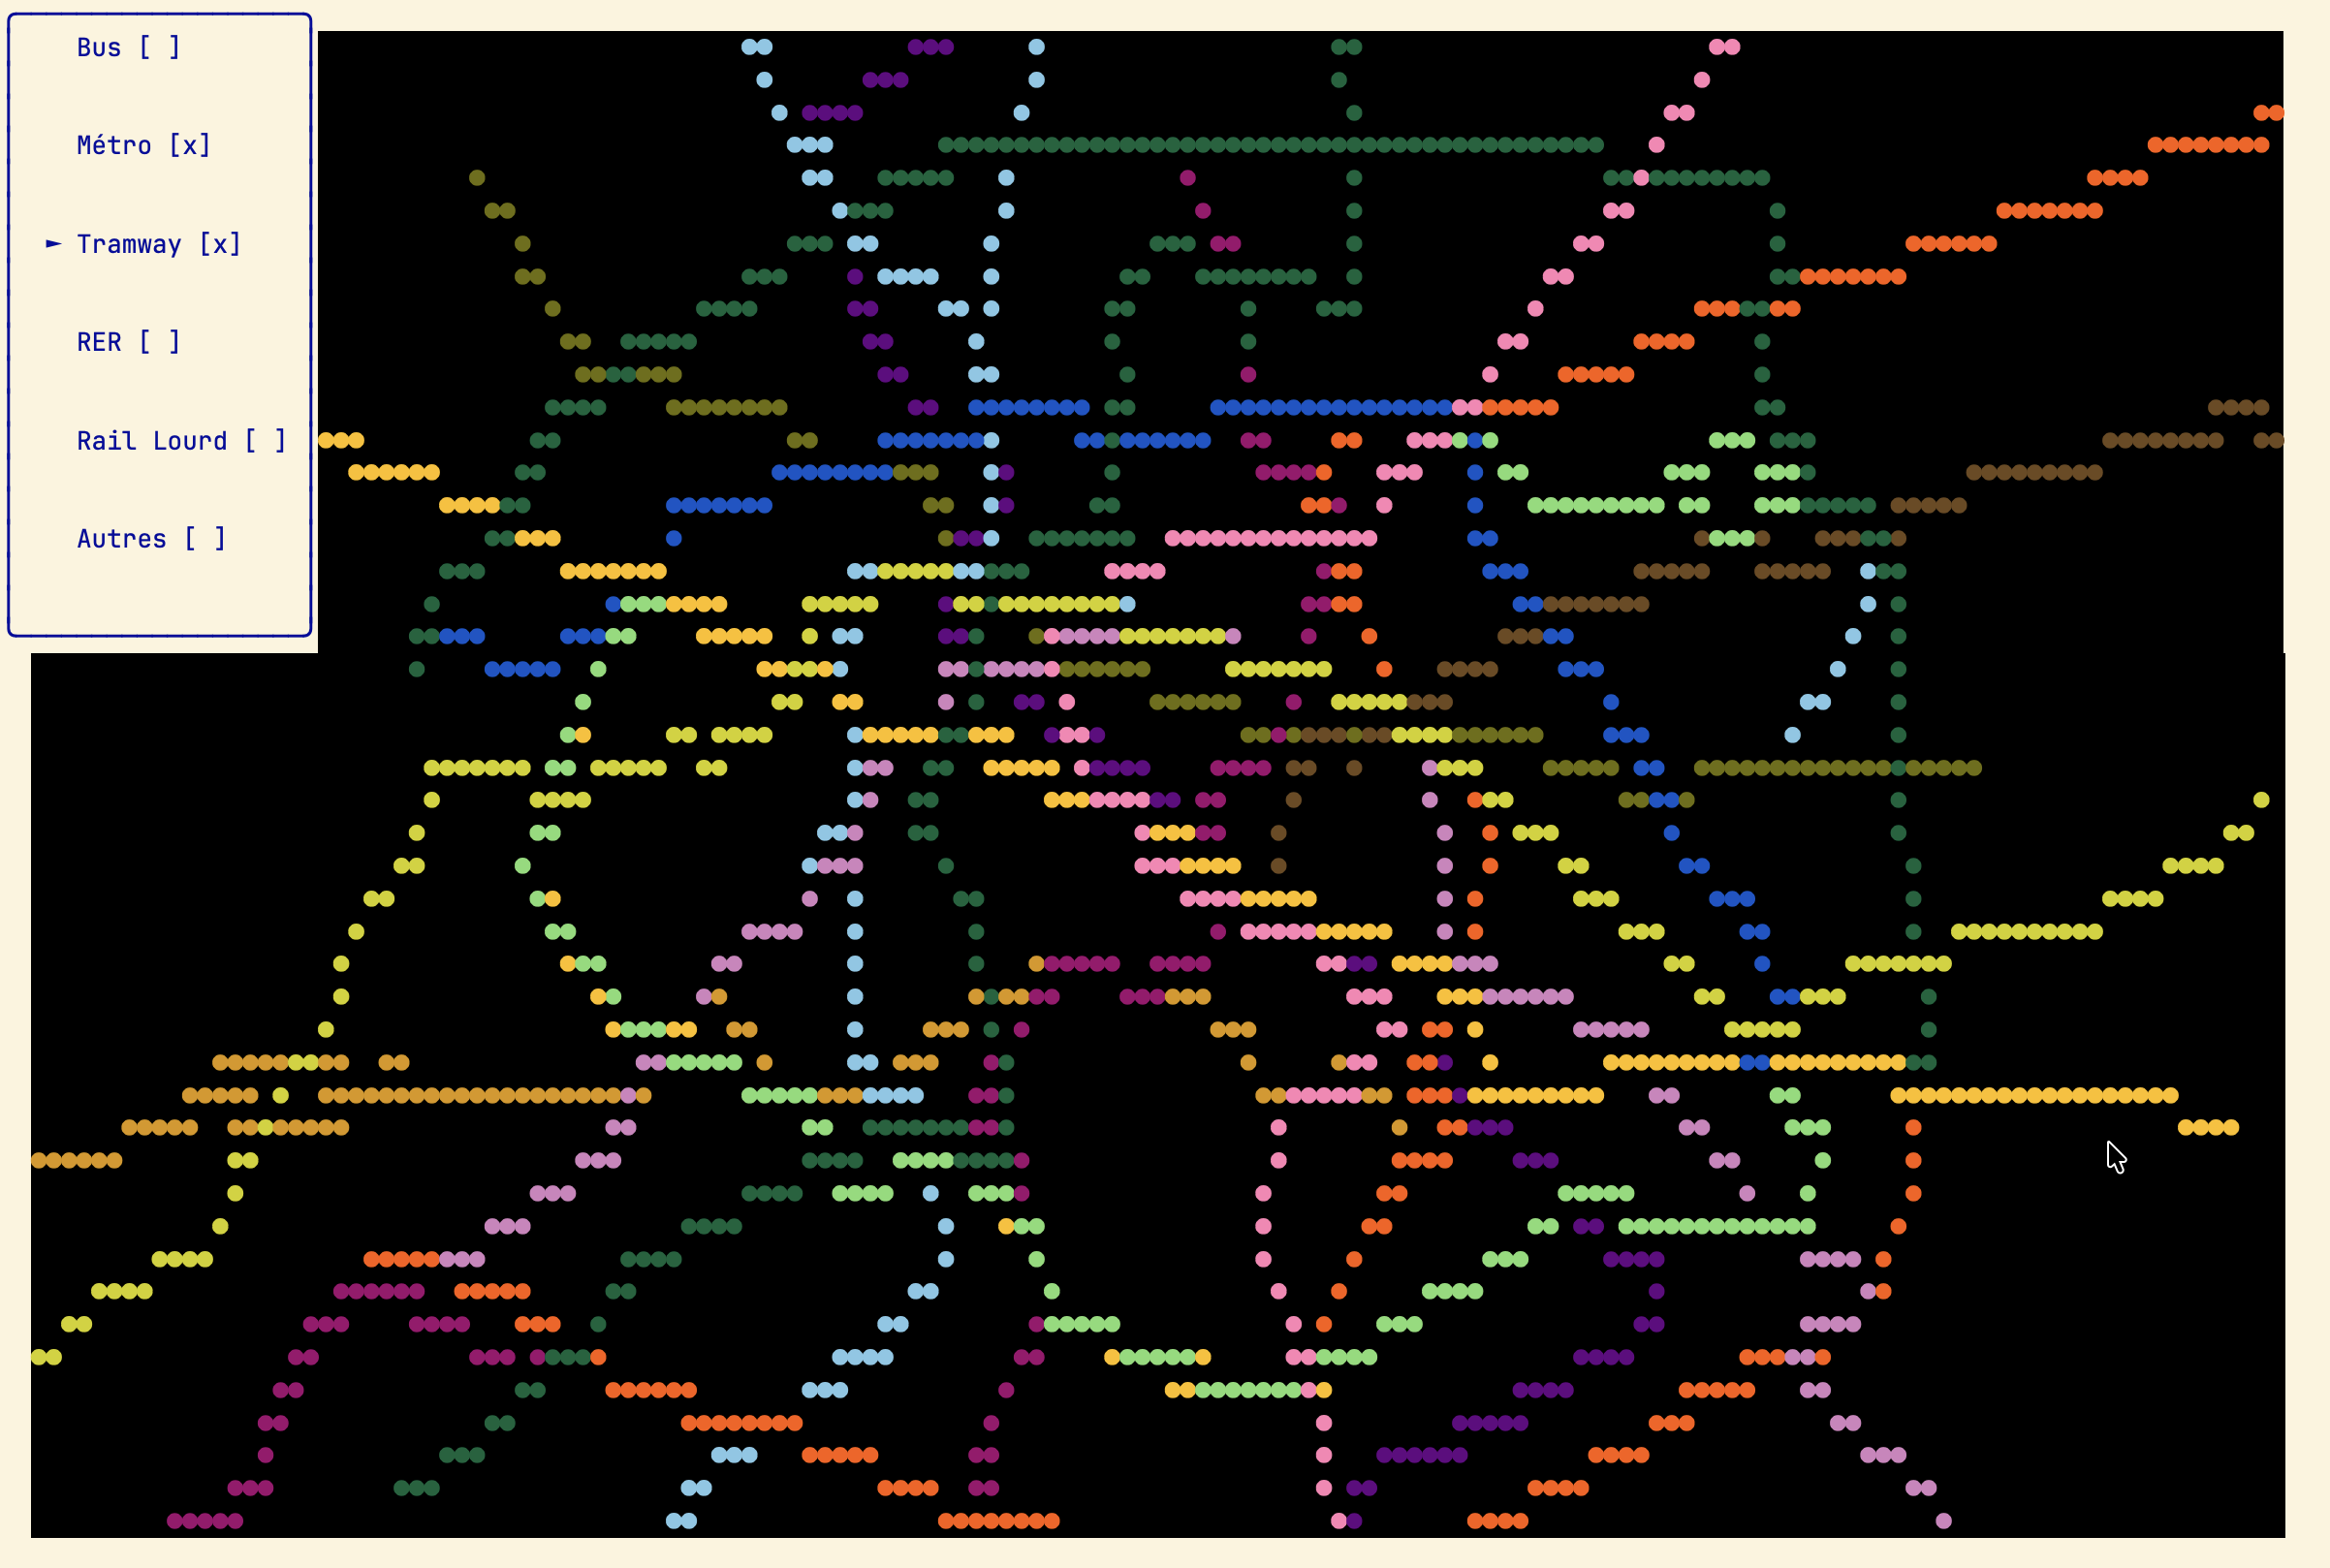 Bus [ ]
Métro [x]
► Tramway [x]
RER [ ]
Rail Lourd [ ]
Autres [ ]